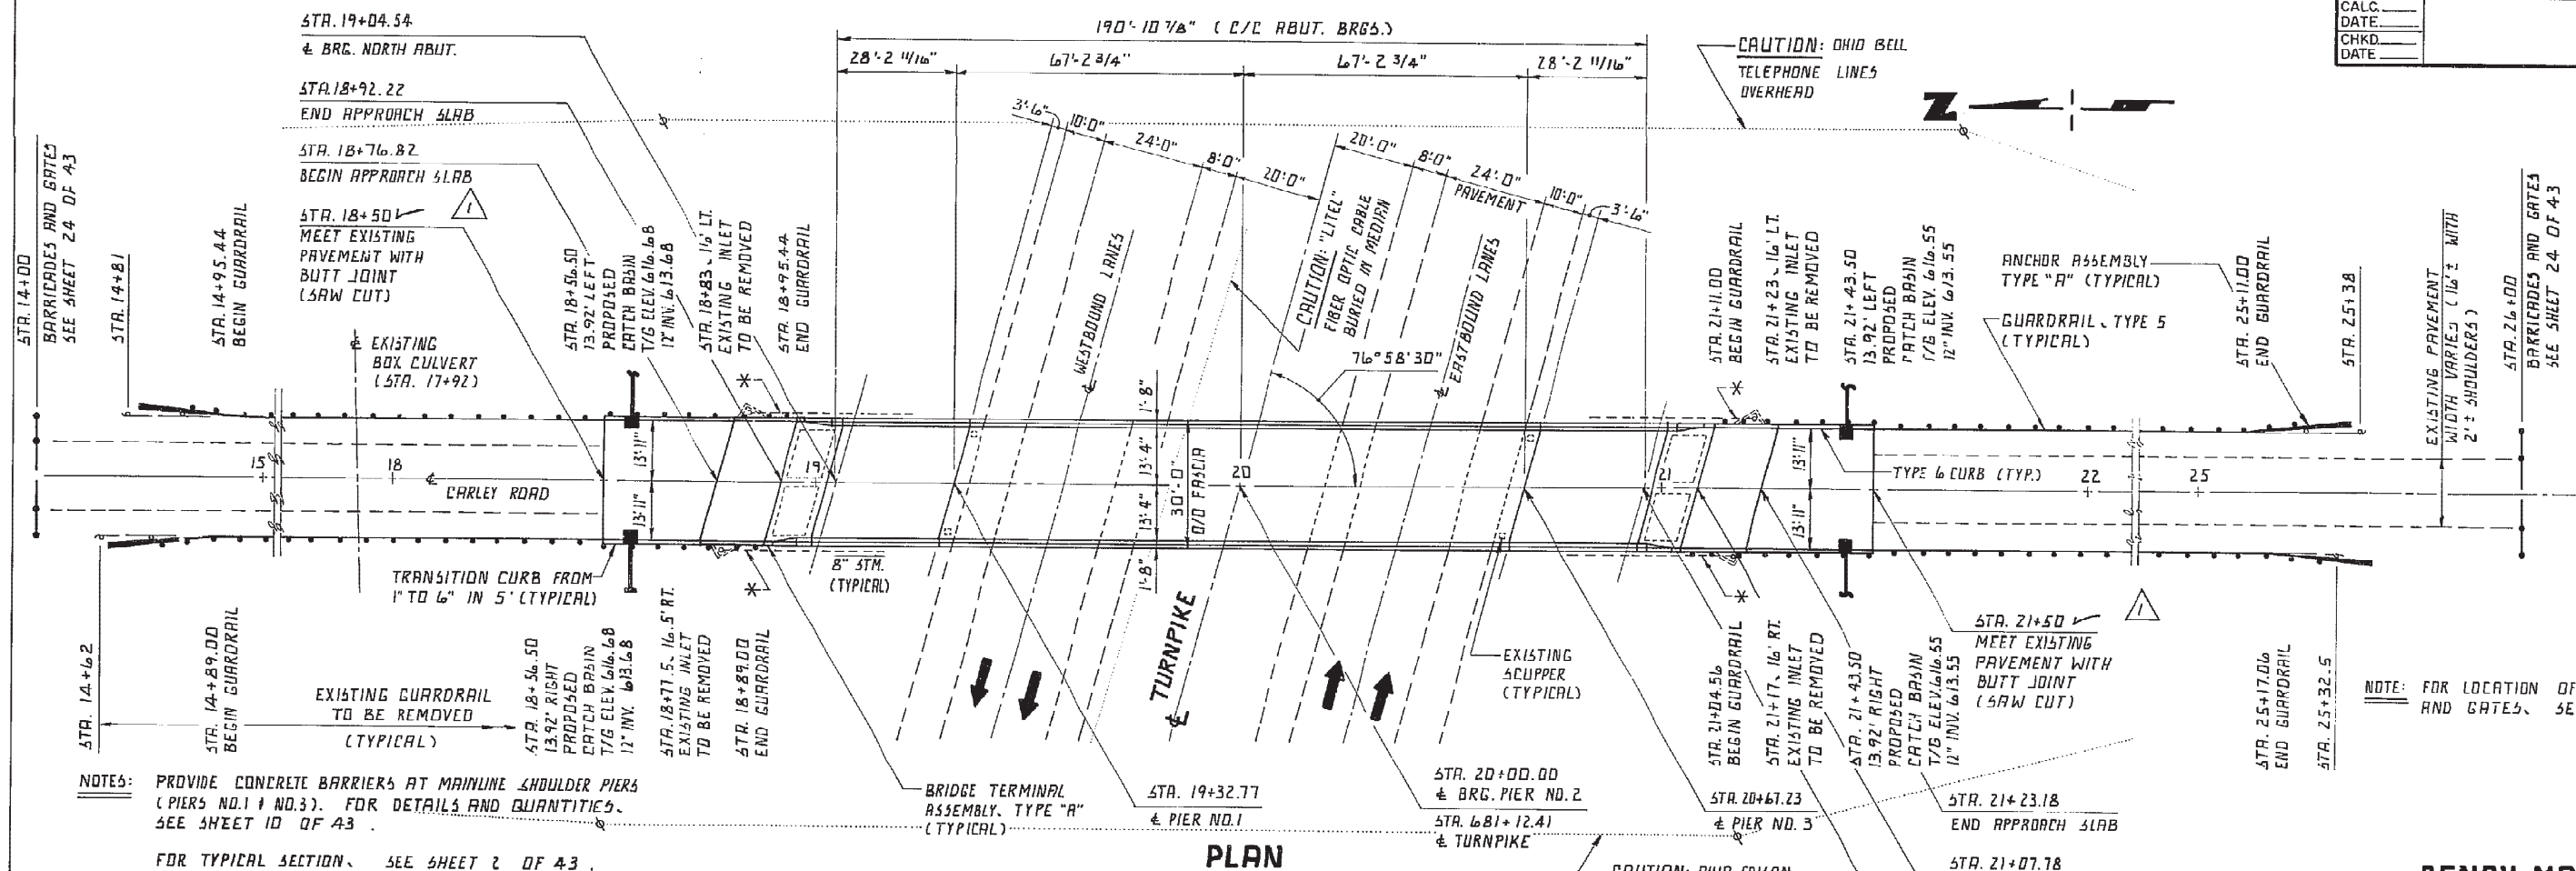 CALC.
DATE
CHKD.
DATE
STA. 19+04.54
℄ BRG. NORTH ABUT.
STA. 18+92.22
END APPROACH SLAB
STA. 18+76.82
BEGIN APPROACH SLAB
STA. 18+50
1
MEET EXISTING
PAVEMENT WITH
BUTT JOINT
(SAW CUT)
190'-10 7/8" (C/C ABUT. BRGS.)
28'-2 11/16"
67'-2 3/4"
67'-2 3/4"
28'-2 11/16"
CAUTION: OHIO BELL
TELEPHONE LINES
OVERHEAD
Z
3'-6"
10'-0"
24'-0"
8'-0"
20'-0"
20'-0"
8'-0"
24'-0"
PAVEMENT
10'-0"
3'-6"
STA. 14+00
BARRICADES AND GATES
SEE SHEET 24 OF 43
STA. 14+81
STA. 14+95.44
BEGIN GUARDRAIL
℄ EXISTING
BOX CULVERT
(STA. 17+92)
STA. 18+56.50
13.92' LEFT
PROPOSED
CATCH BASIN
T/G ELEV. 616.68
12" INV. 613.68
STA. 18+83, 16' LT.
EXISTING INLET
TO BE REMOVED
STA. 18+95.44
END GUARDRAIL
℄ WESTBOUND LANES
CAUTION: "LITEL"
FIBER OPTIC CABLE
BURIED IN MEDIAN
76°58'30"
℄ EASTBOUND LANES
STA. 21+11.00
BEGIN GUARDRAIL
STA. 21+23, 16' LT.
EXISTING INLET
TO BE REMOVED
STA. 21+43.50
13.92' LEFT
PROPOSED
CATCH BASIN
T/G ELEV. 616.55
12" INV. 613.55
ANCHOR ASSEMBLY
TYPE "A" (TYPICAL)
GUARDRAIL, TYPE 5
(TYPICAL)
STA. 25+11.00
END GUARDRAIL
STA. 25+38
EXISTING PAVEMENT
WIDTH VARIES (16'± WITH
2'± SHOULDERS)
STA. 26+00
BARRICADES AND GATES
SEE SHEET 24 OF 43
15
18
℄ CARLEY ROAD
13'-11"
13'-11"
19
1'-8"
13'-4"
13'-4"
1'-8"
30'-0"
O/O FASCIA
20
21
13'-11"
13'-11"
TYPE 6 CURB (TYP.)
22
25
TRANSITION CURB FROM
1" TO 6" IN 5' (TYPICAL)
8" STM.
(TYPICAL)
STA. 14+62
STA. 14+89.00
BEGIN GUARDRAIL
EXISTING GUARDRAIL
TO BE REMOVED
(TYPICAL)
STA. 18+56.50
13.92' RIGHT
PROPOSED
CATCH BASIN
T/G ELEV. 616.68
12" INV. 613.68
STA. 18+77.5, 16.5' RT.
EXISTING INLET
TO BE REMOVED
STA. 18+89.00
END GUARDRAIL
℄ TURNPIKE
EXISTING
SCUPPER
(TYPICAL)
STA. 21+04.56
BEGIN GUARDRAIL
STA. 21+17, 16' RT.
EXISTING INLET
TO BE REMOVED
STA. 21+43.50
13.92' RIGHT
PROPOSED
CATCH BASIN
T/G ELEV. 616.55
12" INV. 613.55
STA. 21+50
1
MEET EXISTING
PAVEMENT WITH
BUTT JOINT
(SAW CUT)
STA. 25+17.06
END GUARDRAIL
STA. 25+32.5
NOTE: FOR LOCATION OF
AND GATES, SE
NOTES: PROVIDE CONCRETE BARRIERS AT MAINLINE SHOULDER PIERS
(PIERS NO.1 & NO.3). FOR DETAILS AND QUANTITIES,
SEE SHEET 10 OF 43.
FOR TYPICAL SECTION, SEE SHEET 2 OF 43.
BRIDGE TERMINAL
ASSEMBLY, TYPE "A"
(TYPICAL)
STA. 19+32.77
℄ PIER NO.1
STA. 20+00.00
℄ BRG. PIER NO.2
STA. 681+12.41
℄ TURNPIKE
STA. 20+67.23
℄ PIER NO. 3
STA. 21+23.18
END APPROACH SLAB
STA. 21+07.78
PLAN